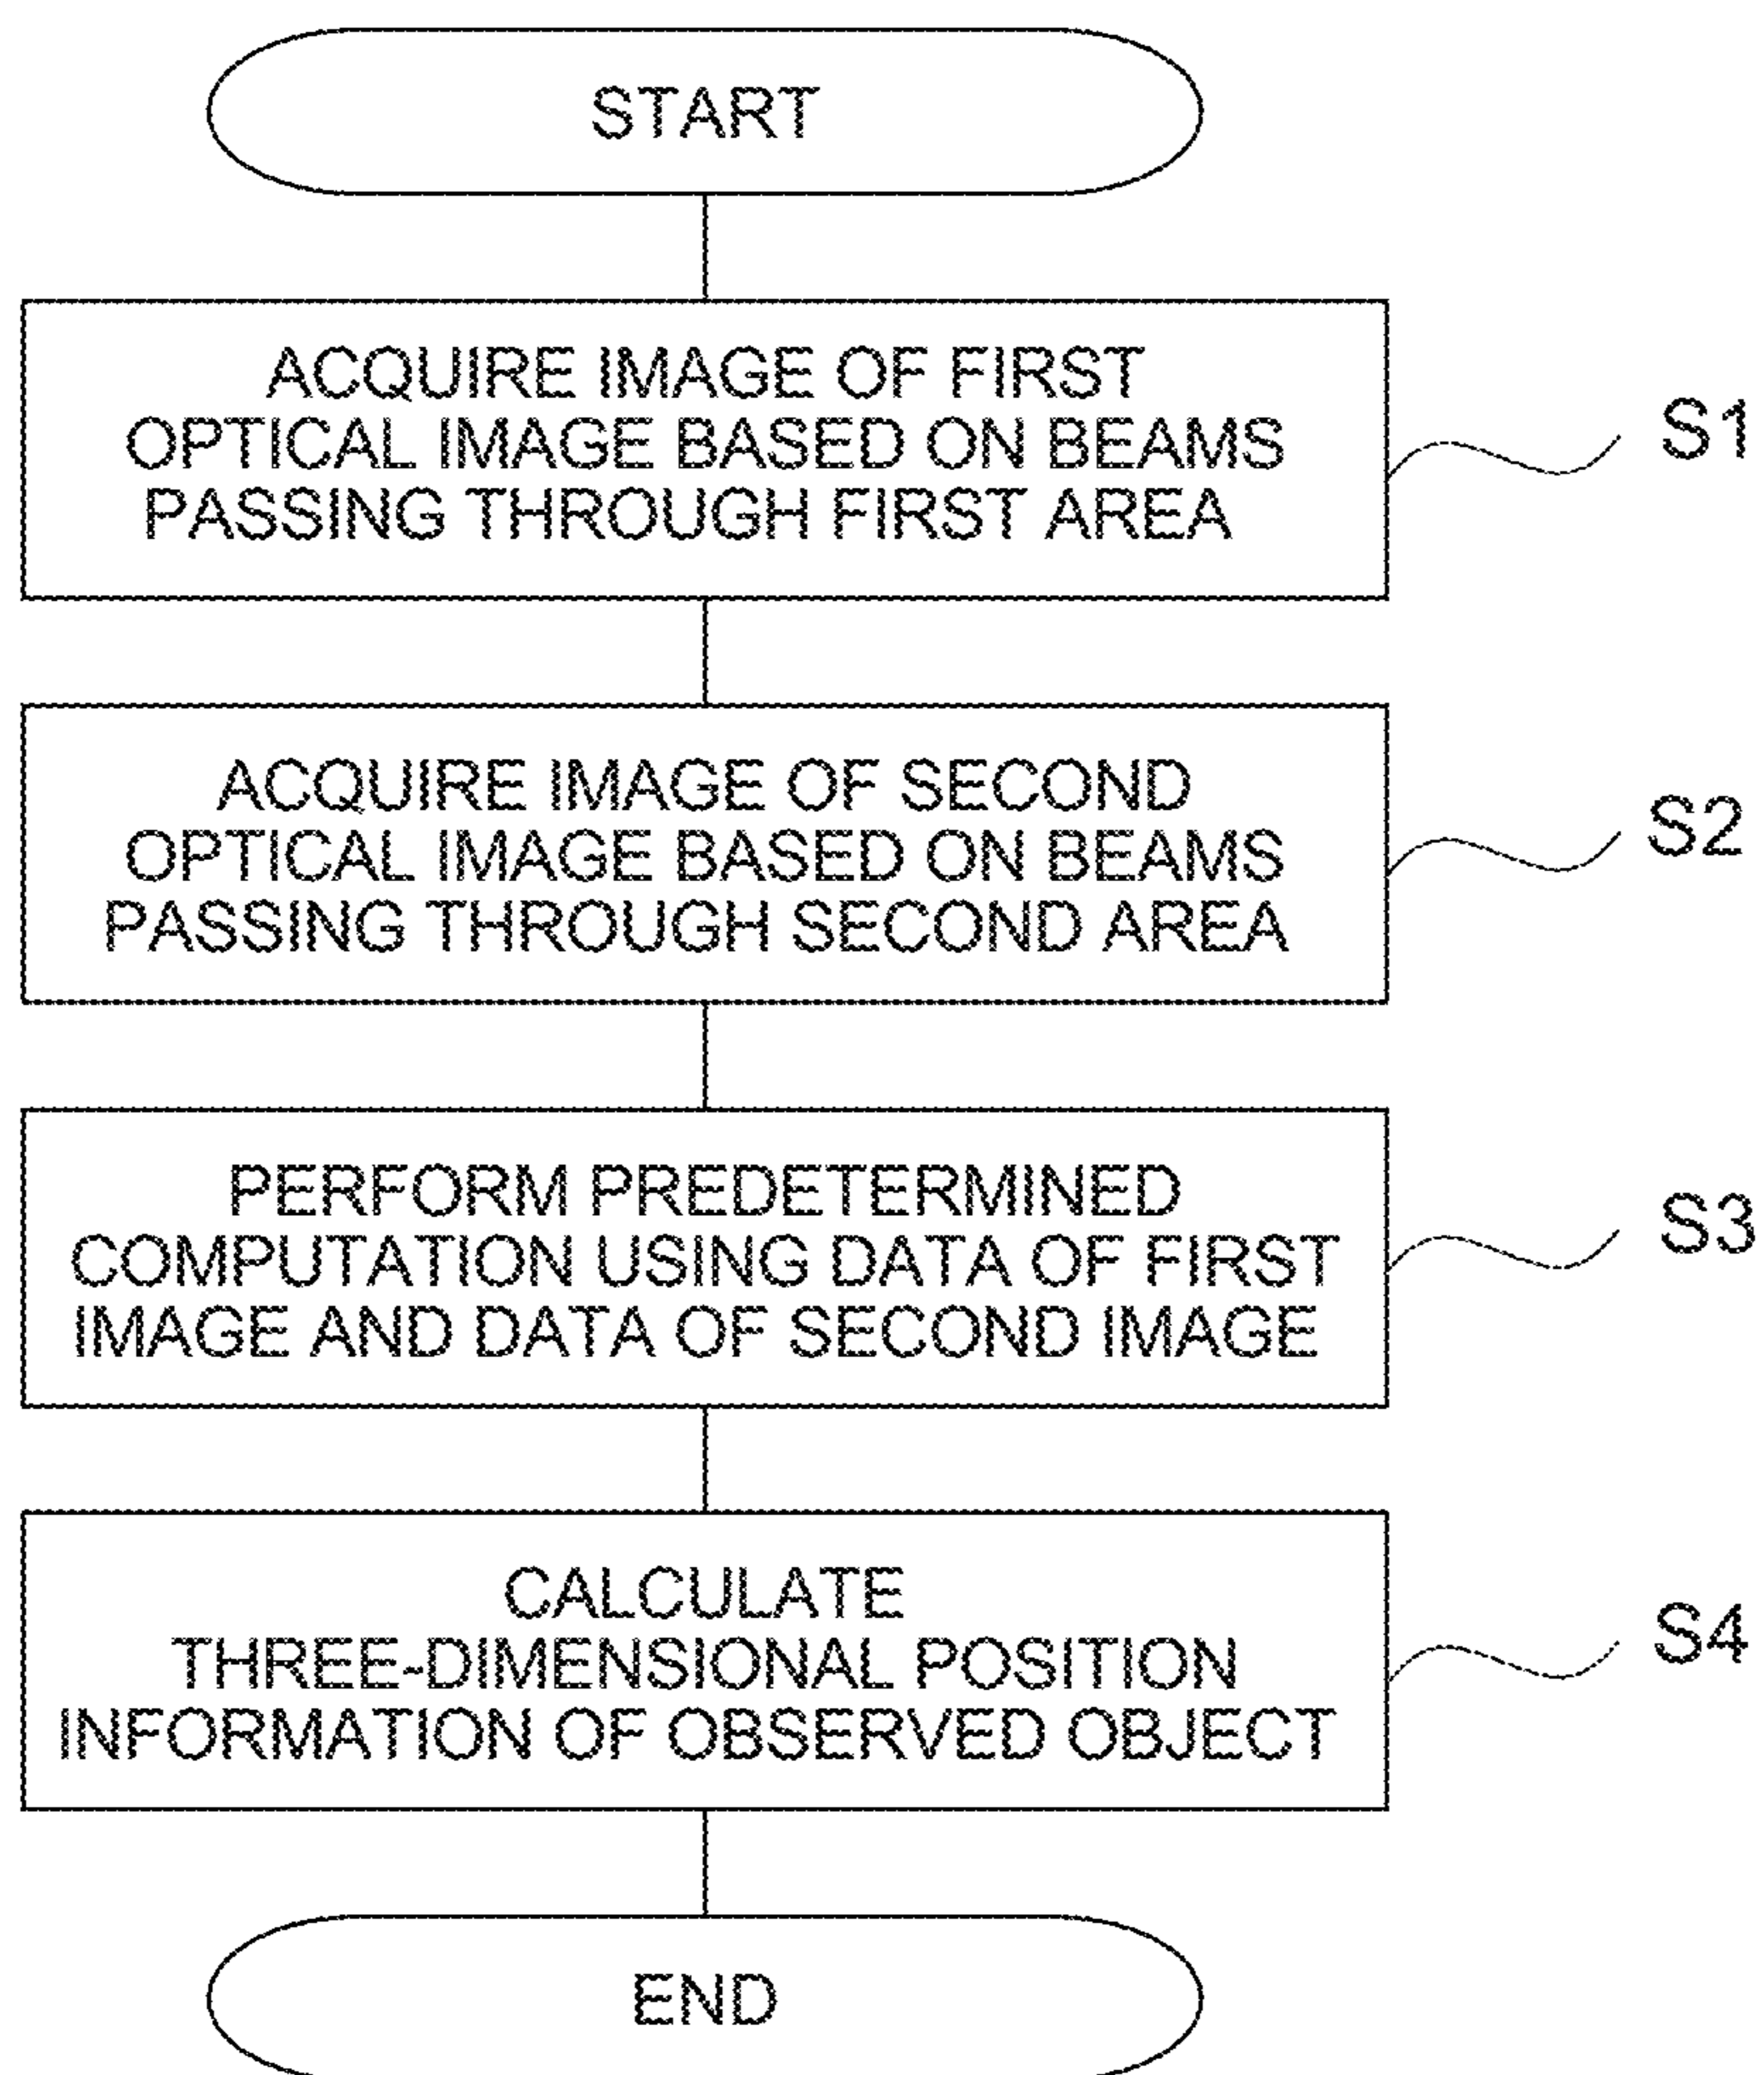 START
ACQUIRE IMAGE OF FIRST
OPTICAL IMAGE BASED ON BEAMS
PASSING THROUGH FIRST AREA
S1
ACQUIRE IMAGE OF SECOND
OPTICAL IMAGE BASED ON BEAMS
PASSING THROUGH SECOND AREA
S2
PERFORM PREDETERMINED
COMPUTATION USING DATA OF FIRST
IMAGE AND DATA OF SECOND IMAGE
S3
CALCULATE
THREE-DIMENSIONAL POSITION
INFORMATION OF OBSERVED OBJECT
S4
END